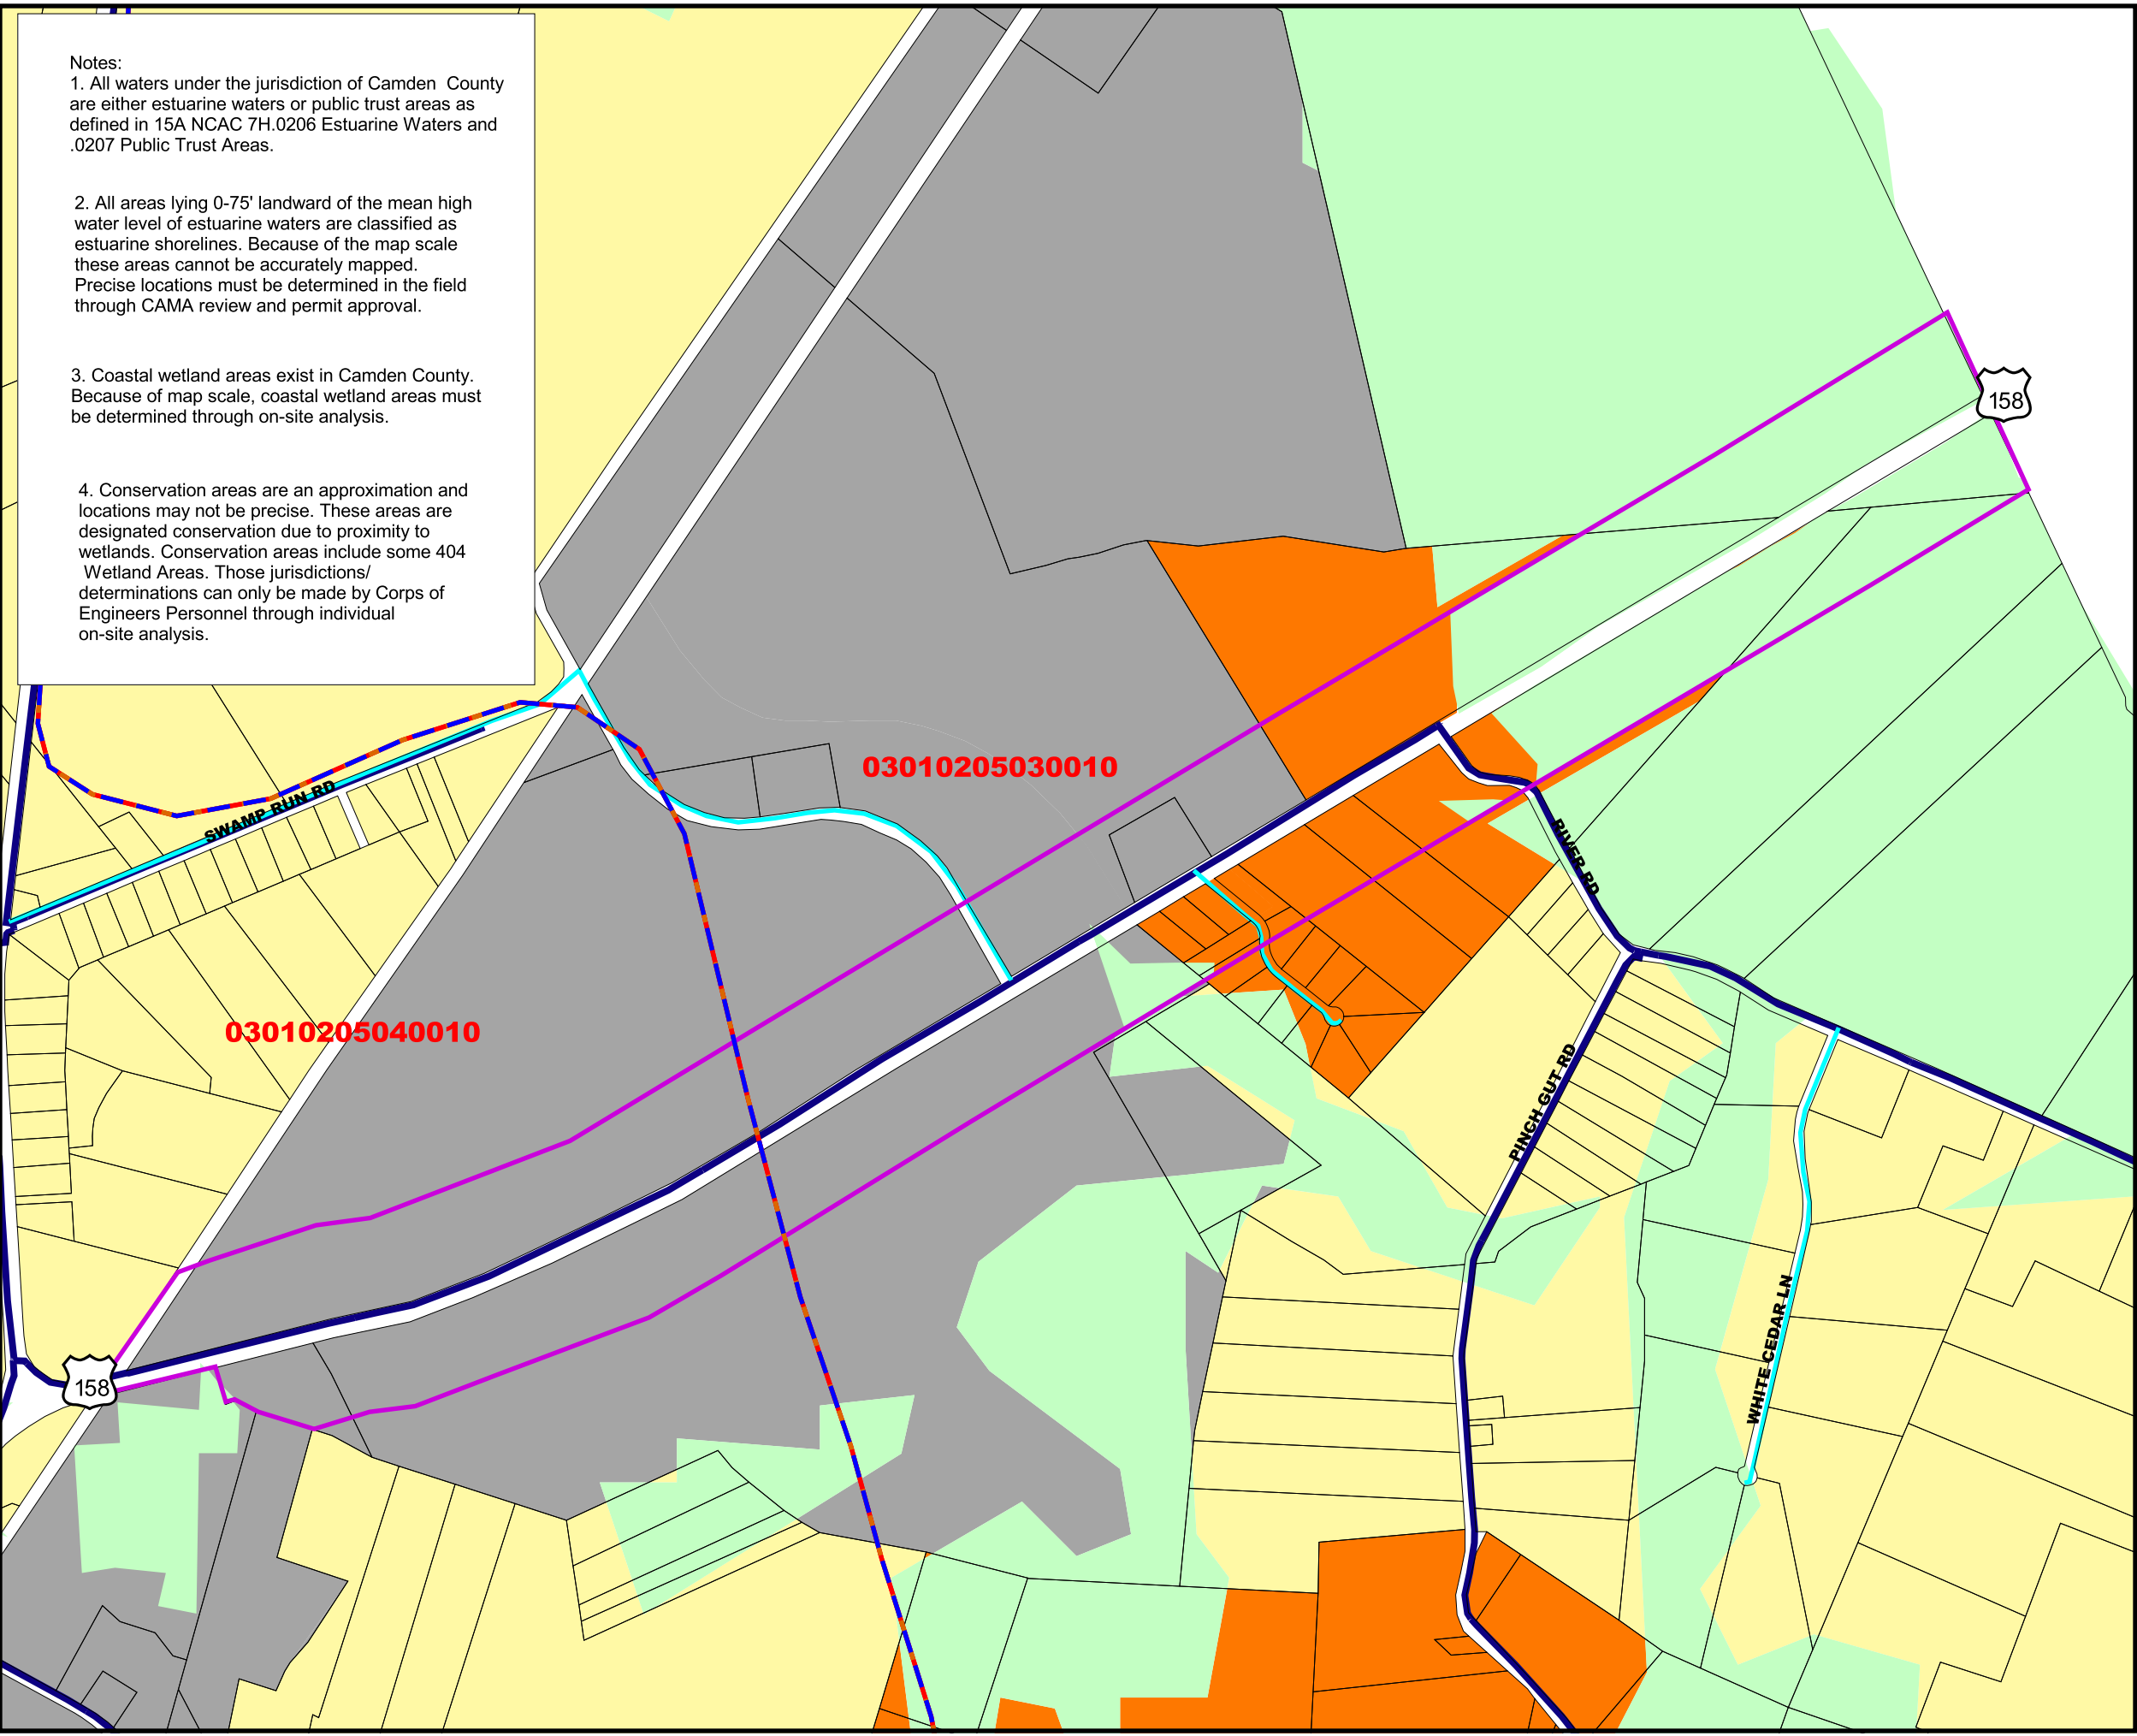 Notes:
1. All waters under the jurisdiction of Camden County
are either estuarine waters or public trust areas as
defined in 15A NCAC 7H.0206 Estuarine Waters and
.0207 Public Trust Areas.
2. All areas lying 0-75' landward of the mean high
water level of estuarine waters are classified as
estuarine shorelines. Because of the map scale
these areas cannot be accurately mapped.
Precise locations must be determined in the field
through CAMA review and permit approval.
3. Coastal wetland areas exist in Camden County.
Because of map scale, coastal wetland areas must
be determined through on-site analysis.
4. Conservation areas are an approximation and
locations may not be precise. These areas are
designated conservation due to proximity to
wetlands. Conservation areas include some 404
Wetland Areas. Those jurisdictions/
determinations can only be made by Corps of
Engineers Personnel through individual
on-site analysis.
158
03010205030010
SWAMP RUN RD
RIVER RD
03010205040010
PINCH GUT RD
WHITE CEDAR LN
158